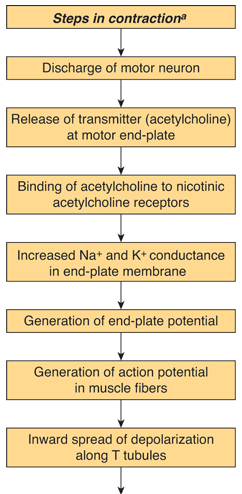 Steps in contractionᵃ
Discharge of motor neuron
Release of transmitter (acetylcholine)
at motor end-plate
Binding of acetylcholine to nicotinic
acetylcholine receptors
Increased Na⁺ and K⁺ conductance
in end-plate membrane
Generation of end-plate potential
Generation of action potential
in muscle fibers
Inward spread of depolarization
along T tubules